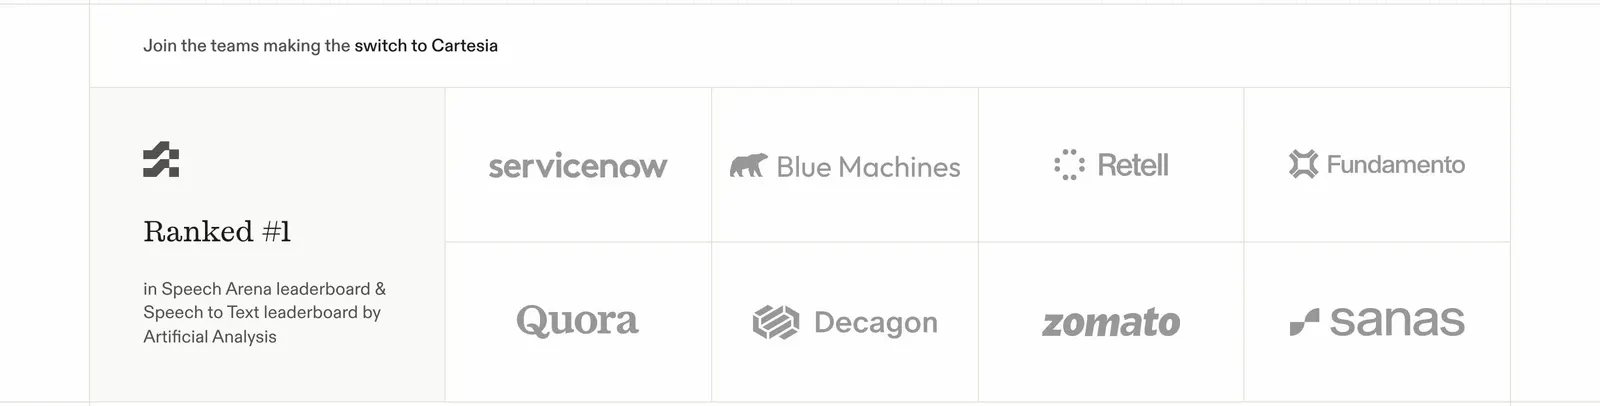 Join the teams making the switch to Cartesia
Ranked #1
in Speech Arena leaderboard &
Speech to Text leaderboard by
Artificial Analysis
servicenow
Blue Machines
Retell
Fundamento
Quora
Decagon
zomato
sanas